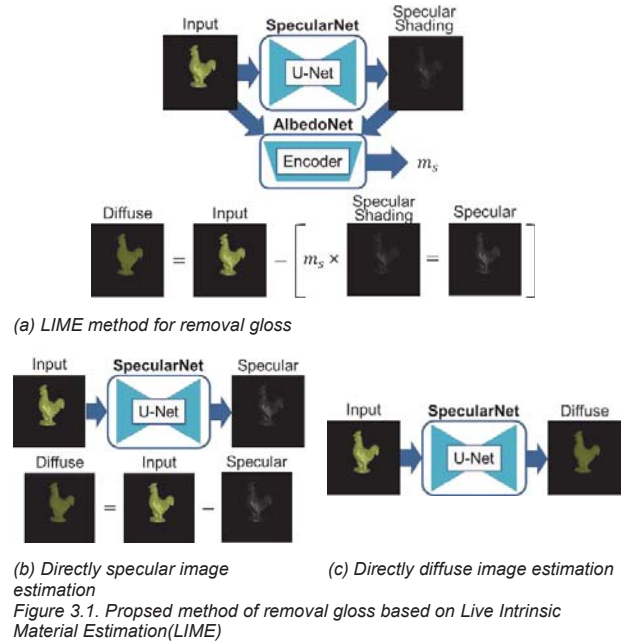 Input
SpecularNet
Specular
Shading
U-Net
AlbedoNet
Encoder
mₛ
Diffuse
Input
Specular
Shading
Specular
= − [ mₛ × = ]
(a) LIME method for removal gloss
Input
SpecularNet
Specular
U-Net
Diffuse
Input
Specular
= −
(b) Directly specular image
estimation
Input
SpecularNet
Diffuse
U-Net
(c) Directly diffuse image estimation
Figure 3.1. Propsed method of removal gloss based on Live Intrinsic
Material Estimation(LIME)